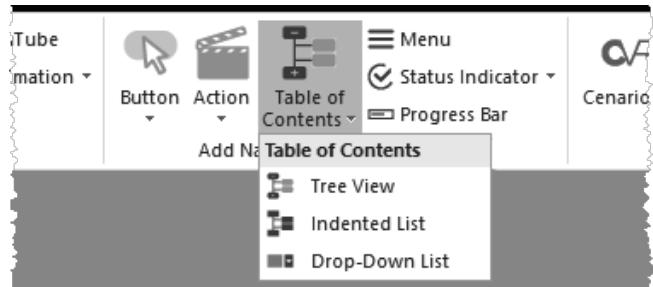 Tube
mation
Button
Action
Table of
Contents
Menu
Status Indicator
Progress Bar
Cenario
Add Na
Table of Contents
Tree View
Indented List
Drop-Down List